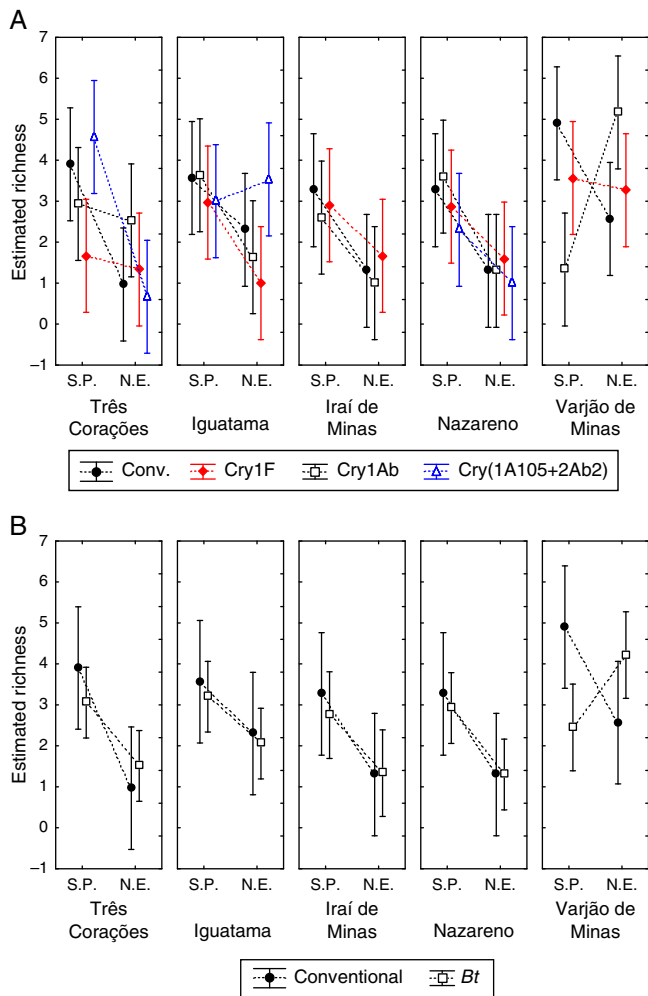 A
Estimated richness
7
6
5
4
3
2
1
0
–1
S.P. N.E. S.P. N.E. S.P. N.E. S.P. N.E. S.P. N.E.
Três Corações
Iguatama
Iraí de Minas
Nazareno
Varjão de Minas
Conv. Cry1F Cry1Ab Cry(1A105+2Ab2)
B
Estimated richness
7
6
5
4
3
2
1
0
–1
S.P. N.E. S.P. N.E. S.P. N.E. S.P. N.E. S.P. N.E.
Três Corações
Iguatama
Iraí de Minas
Nazareno
Varjão de Minas
Conventional Bt